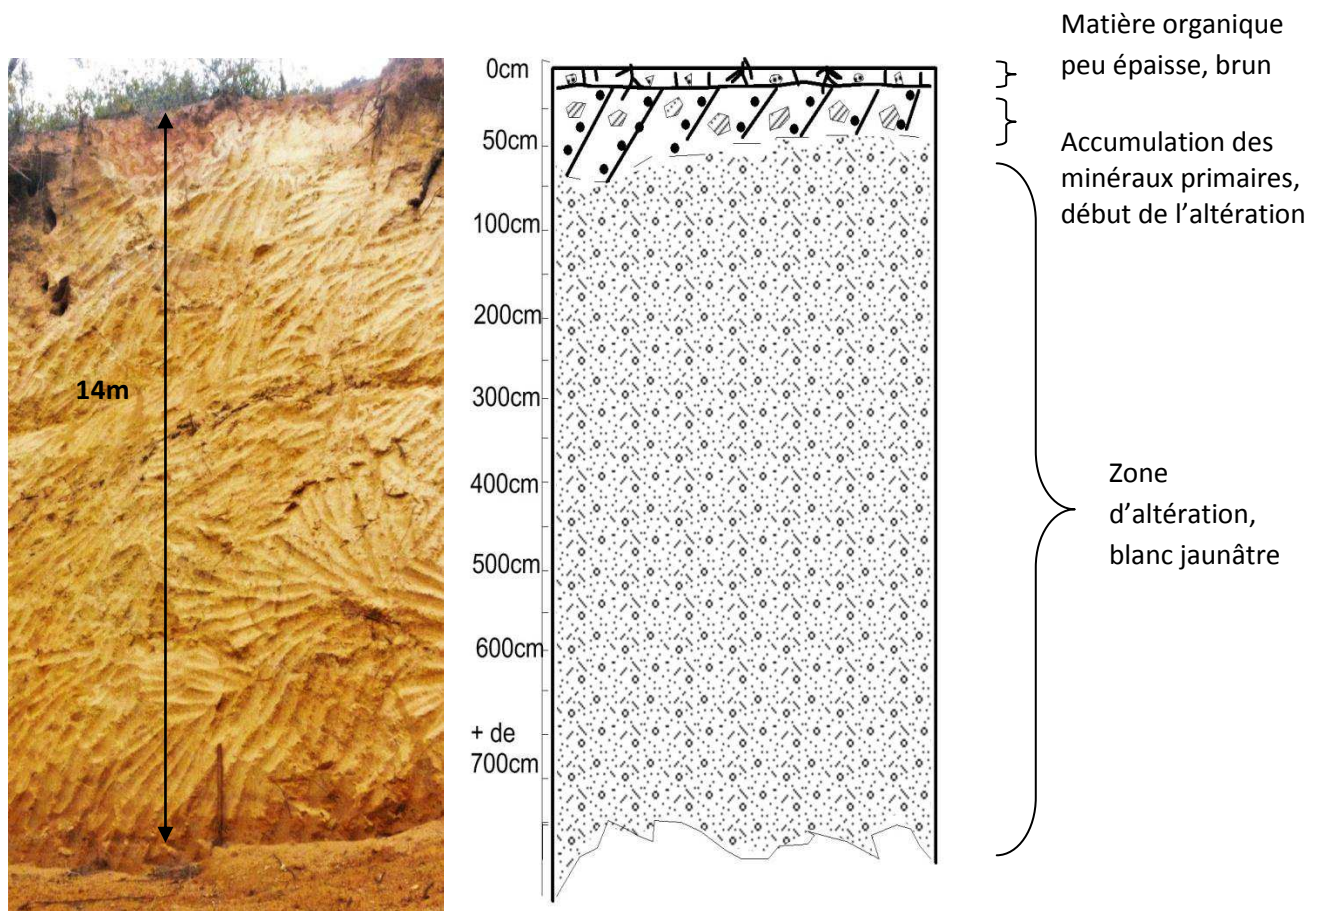 14m
0cm
50cm
100cm
200cm
300cm
400cm
500cm
600cm
+ de
700cm
Matière organique
peu épaisse, brun
Accumulation des
minéraux primaires,
début de l’altération
Zone
d’altération,
blanc jaunâtre